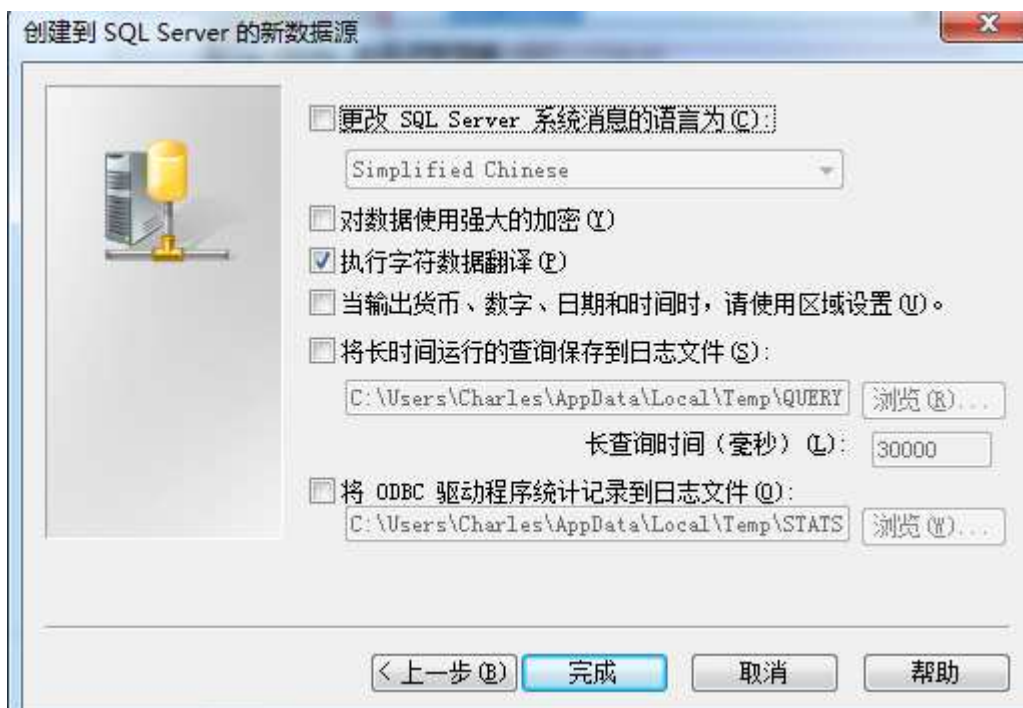 创建到 SQL Server 的新数据源
更改 SQL Server 系统消息的语言为(C):
Simplified Chinese
对数据使用强大的加密(Y)
执行字符数据翻译(P)
当输出货币、数字、日期和时间时，请使用区域设置(U)。
将长时间运行的查询保存到日志文件(S):
C:\Users\Charles\AppData\Local\Temp\QUERY 浏览(R)...
长查询时间（毫秒）(L): 30000
将 ODBC 驱动程序统计记录到日志文件(O):
C:\Users\Charles\AppData\Local\Temp\STATS 浏览(W)...
< 上一步(B) 完成 取消 帮助